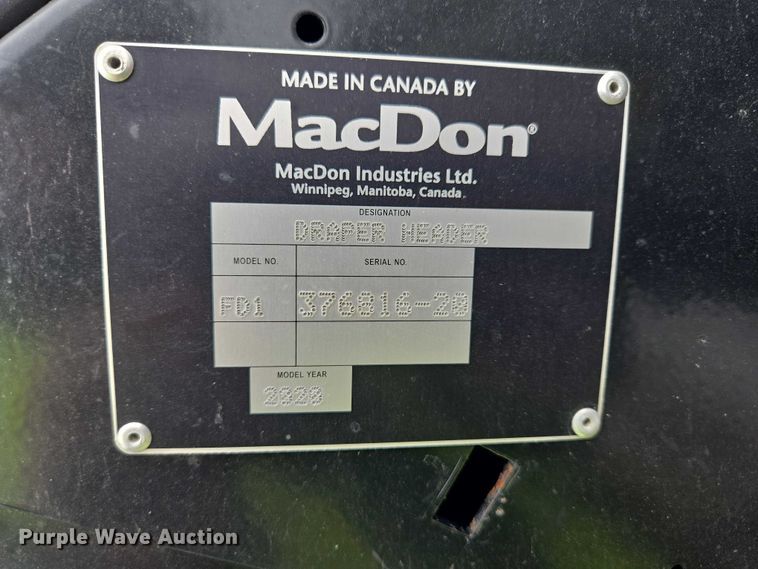 MADE IN CANADA BY
MacDon®
MacDon Industries Ltd.
Winnipeg, Manitoba, Canada
DESIGNATION
DRAPER HEADER
MODEL NO. SERIAL NO.
FD1 376816-20
MODEL YEAR
2020
Purple Wave Auction®